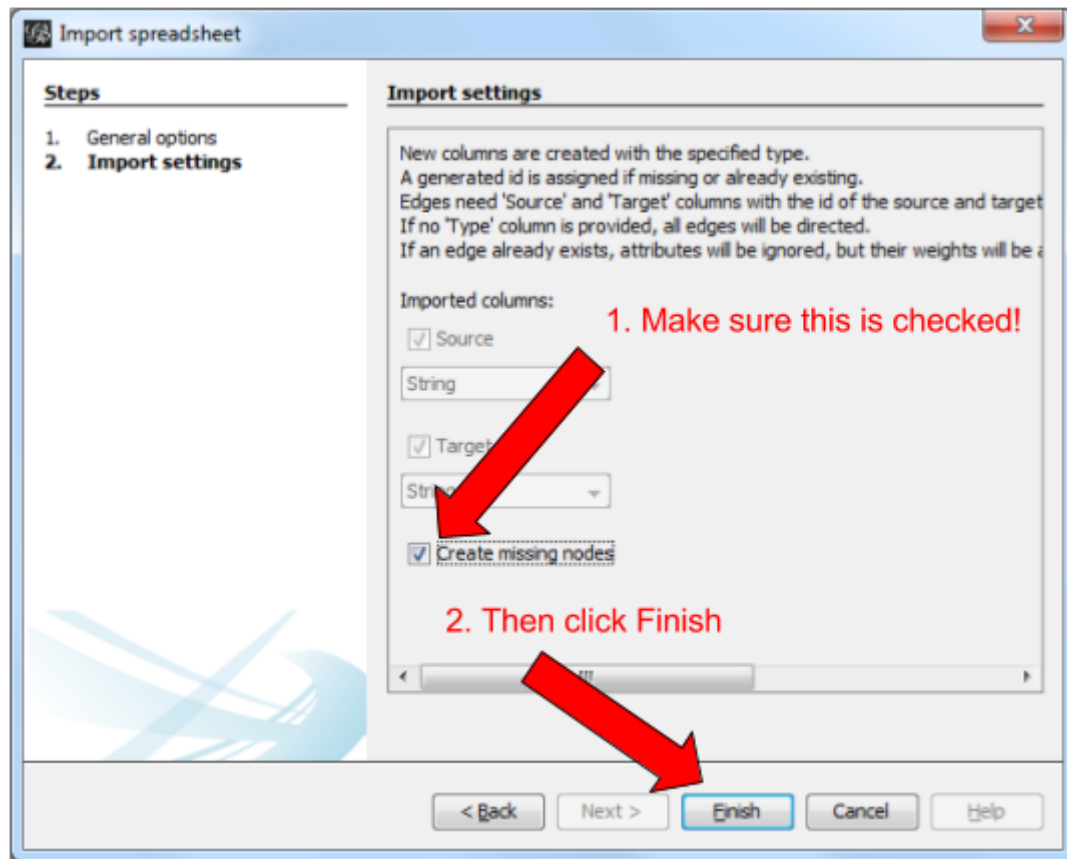 Import spreadsheet
Steps
1. General options
2. Import settings
Import settings
New columns are created with the specified type.
A generated id is assigned if missing or already existing.
Edges need 'Source' and 'Target' columns with the id of the source and target
If no 'Type' column is provided, all edges will be directed.
If an edge already exists, attributes will be ignored, but their weights will be
Imported columns:
1. Make sure this is checked!
Source
String
Target
String
Create missing nodes
2. Then click Finish
< Back Next > Finish Cancel Help